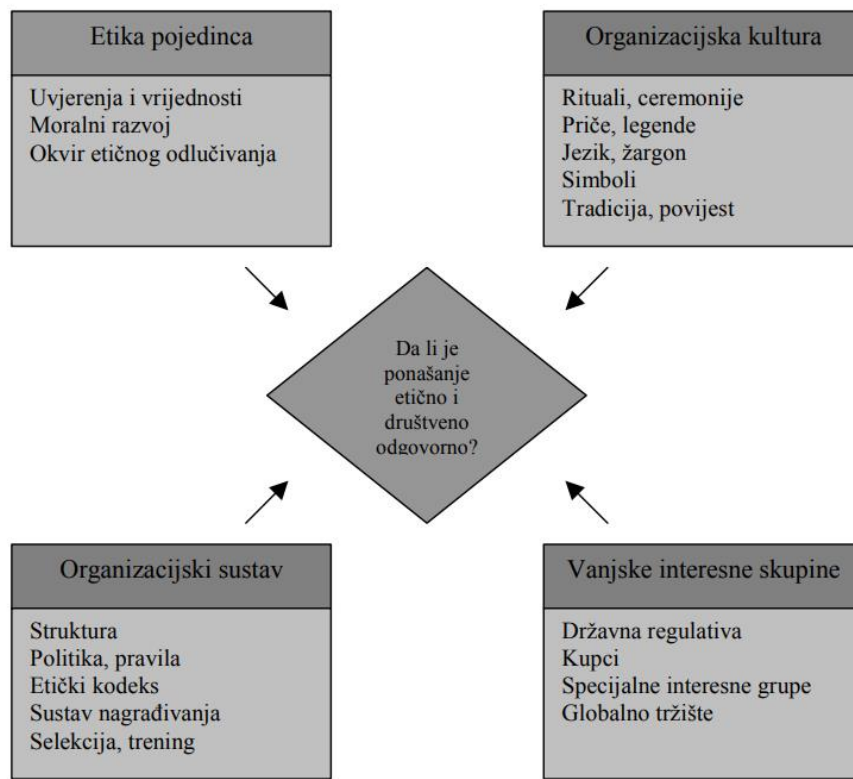 Etika pojedinca
Uvjerenja i vrijednosti
Moralni razvoj
Okvir etičnog odlučivanja
Organizacijska kultura
Rituali, ceremonije
Priče, legende
Jezik, žargon
Simboli
Tradicija, povijest
Da li je
ponašanje
etično i
društveno
odgovorno?
Organizacijski sustav
Struktura
Politika, pravila
Etički kodeks
Sustav nagrađivanja
Selekcija, trening
Vanjske interesne skupine
Državna regulativa
Kupci
Specijalne interesne grupe
Globalno tržište